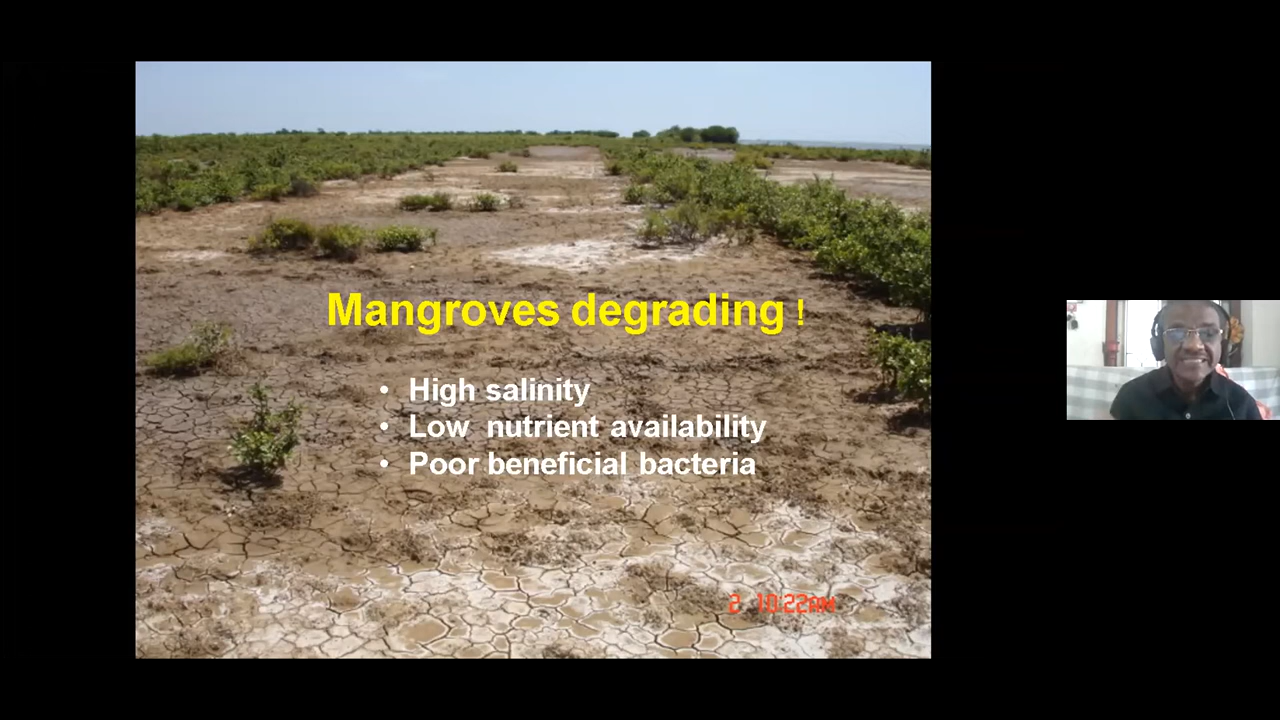 Mangroves degrading !
• High salinity
• Low nutrient availability
• Poor beneficial bacteria
2 10:22AM